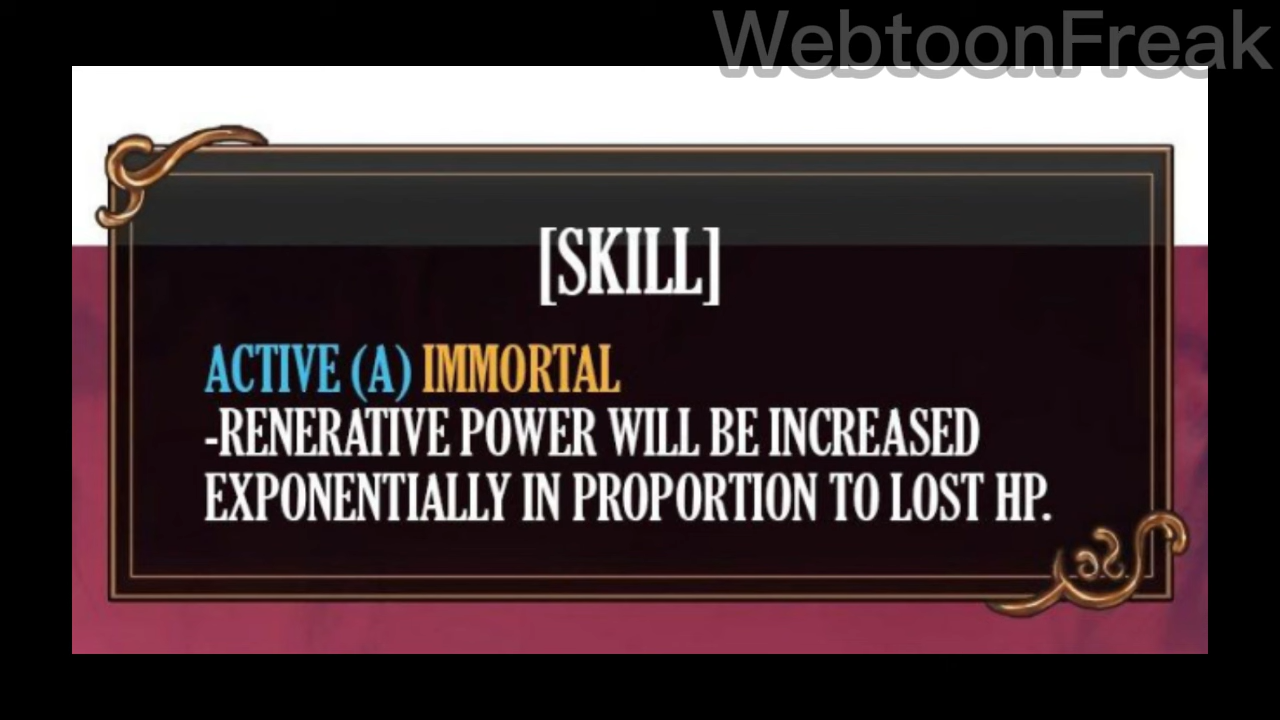 WebtoonFreak
[SKILL]
ACTIVE (A) IMMORTAL
-RENERATIVE POWER WILL BE INCREASED
EXPONENTIALLY IN PROPORTION TO LOST HP.